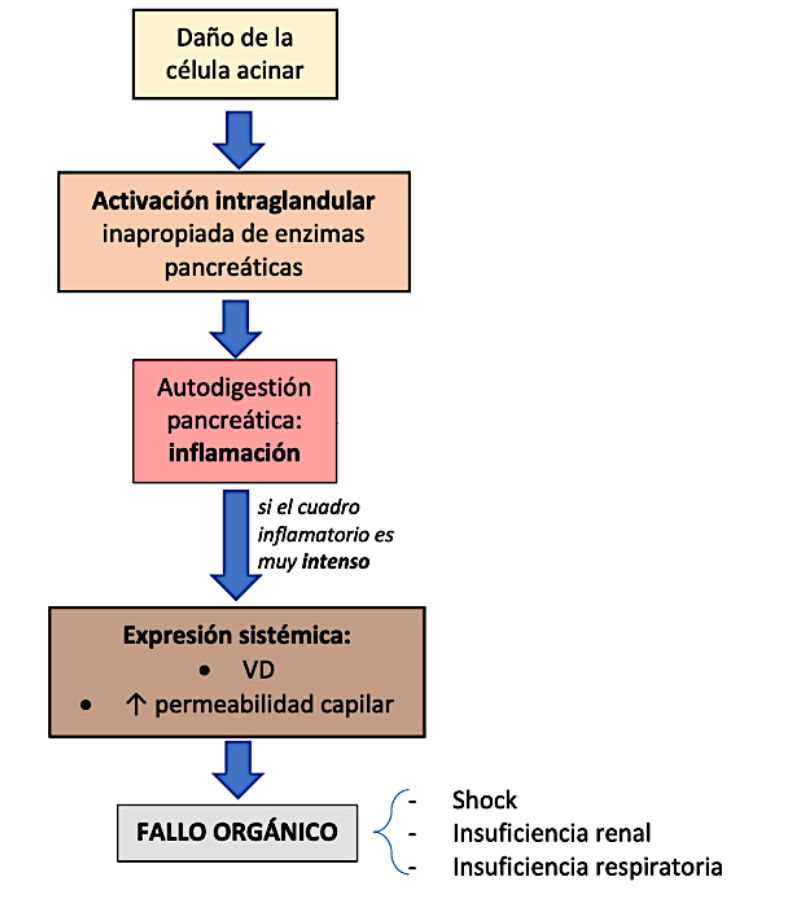 Daño de la
célula acinar
Activación intraglandular
inapropiada de enzimas
pancreáticas
Autodigestión
pancreática:
inflamación
si el cuadro
inflamatorio es
muy intenso
Expresión sistémica:
● VD
● ↑ permeabilidad capilar
FALLO ORGÁNICO
- Shock
- Insuficiencia renal
- Insuficiencia respiratoria